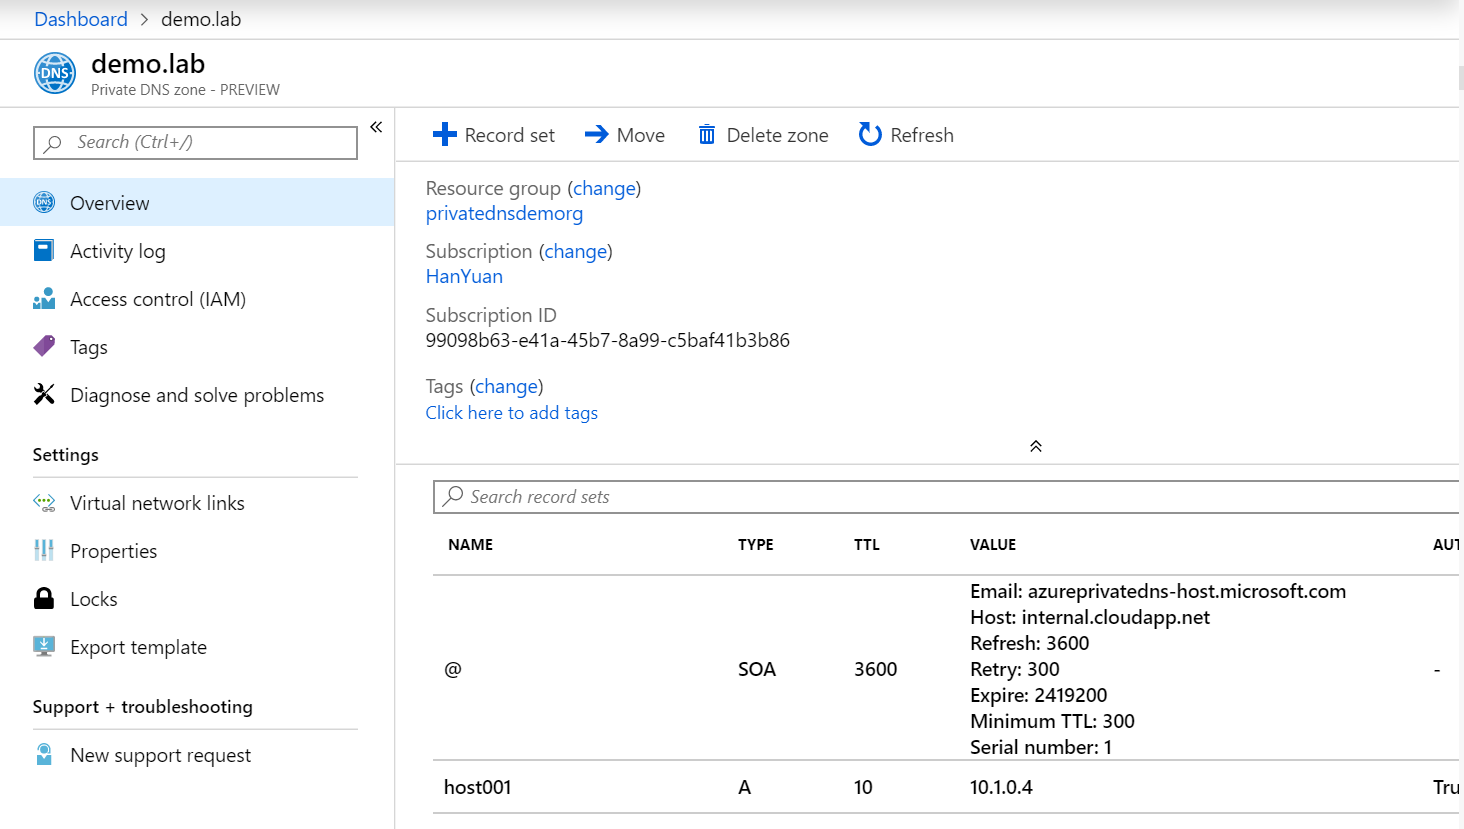 Dashboard > demo.lab
DNS
demo.lab
Private DNS zone - PREVIEW
Search (Ctrl+/)
«
Overview
Activity log
Access control (IAM)
Tags
Diagnose and solve problems
Settings
Virtual network links
Properties
Locks
Export template
Support + troubleshooting
New support request
Record set Move Delete zone Refresh
Resource group (change)
privatednsdemorg
Subscription (change)
HanYuan
Subscription ID
99098b63-e41a-45b7-8a99-c5baf41b3b86
Tags (change)
Click here to add tags
Search record sets
NAME TYPE TTL VALUE AUT
@ SOA 3600
Email: azureprivatedns-host.microsoft.com
Host: internal.cloudapp.net
Refresh: 3600
Retry: 300
Expire: 2419200
Minimum TTL: 300
Serial number: 1
-
host001 A 10 10.1.0.4 Tru